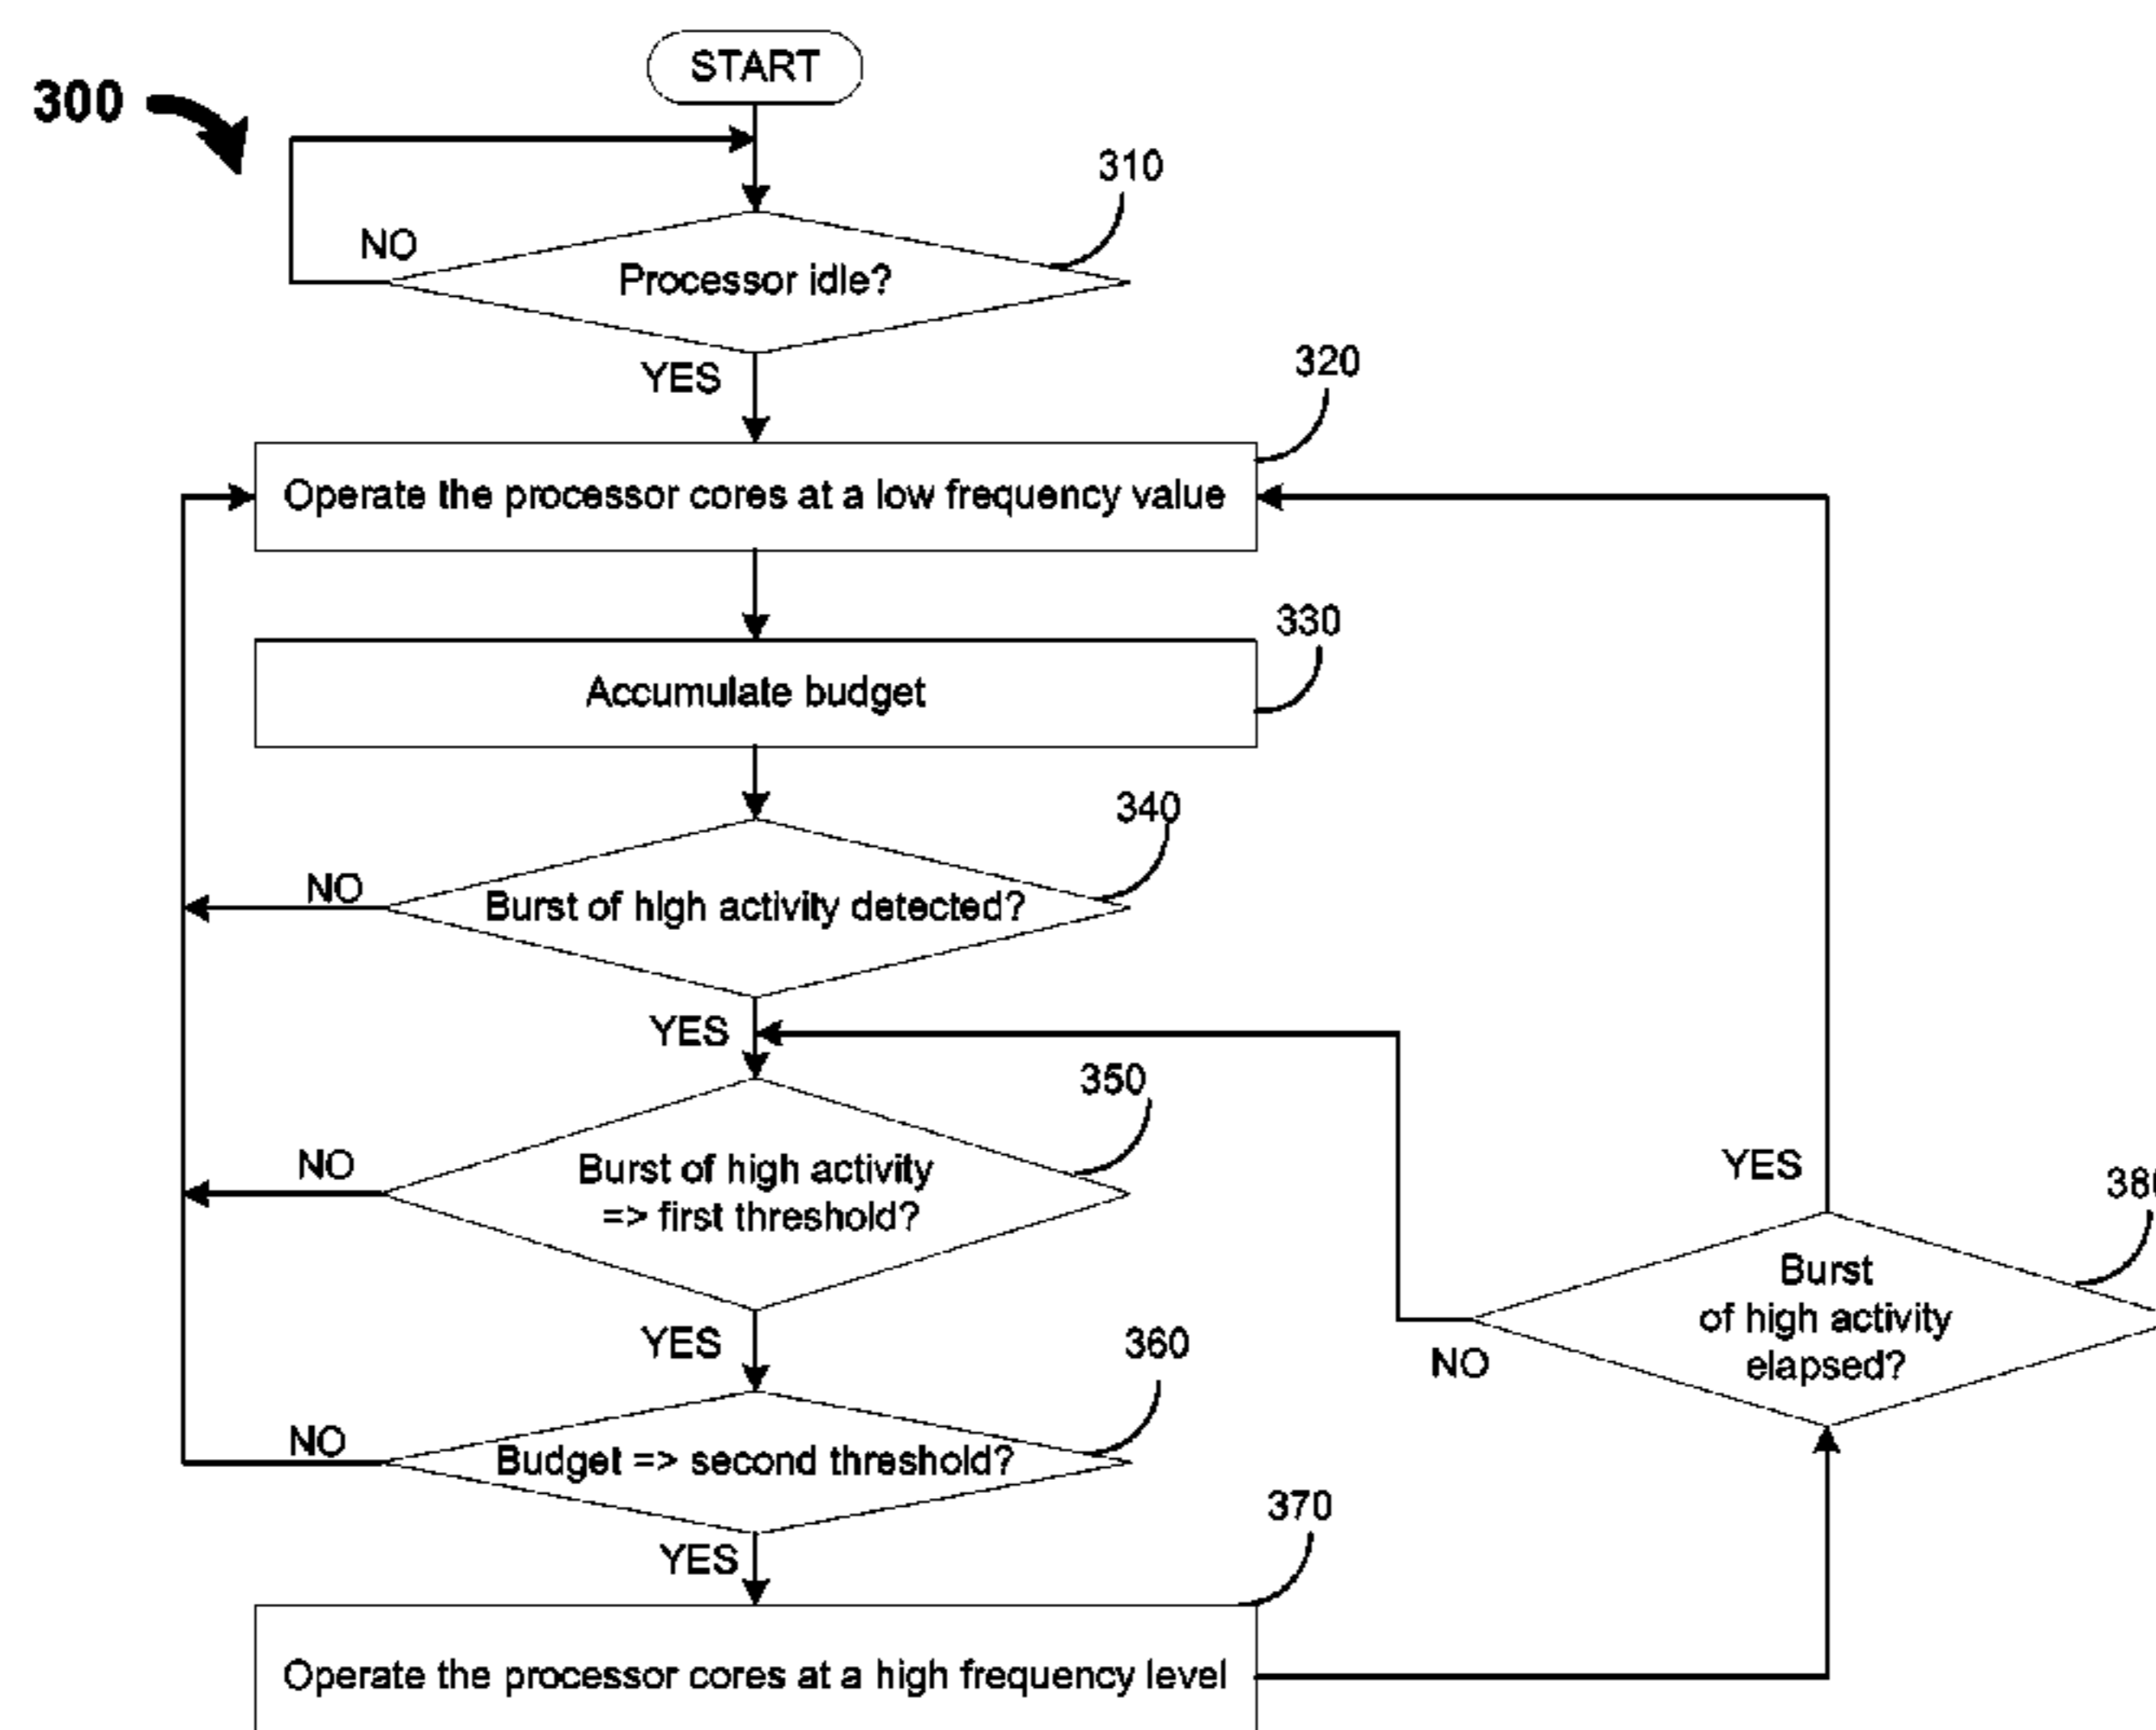 START
300
310
NO
Processor idle?
YES
320
Operate the processor cores at a low frequency value
330
Accumulate budget
340
NO
Burst of high activity detected?
YES
350
NO
Burst of high activity
=> first threshold?
YES
380
Burst
of high activity
elapsed?
NO
YES
360
NO
Budget => second threshold?
YES
370
Operate the processor cores at a high frequency level